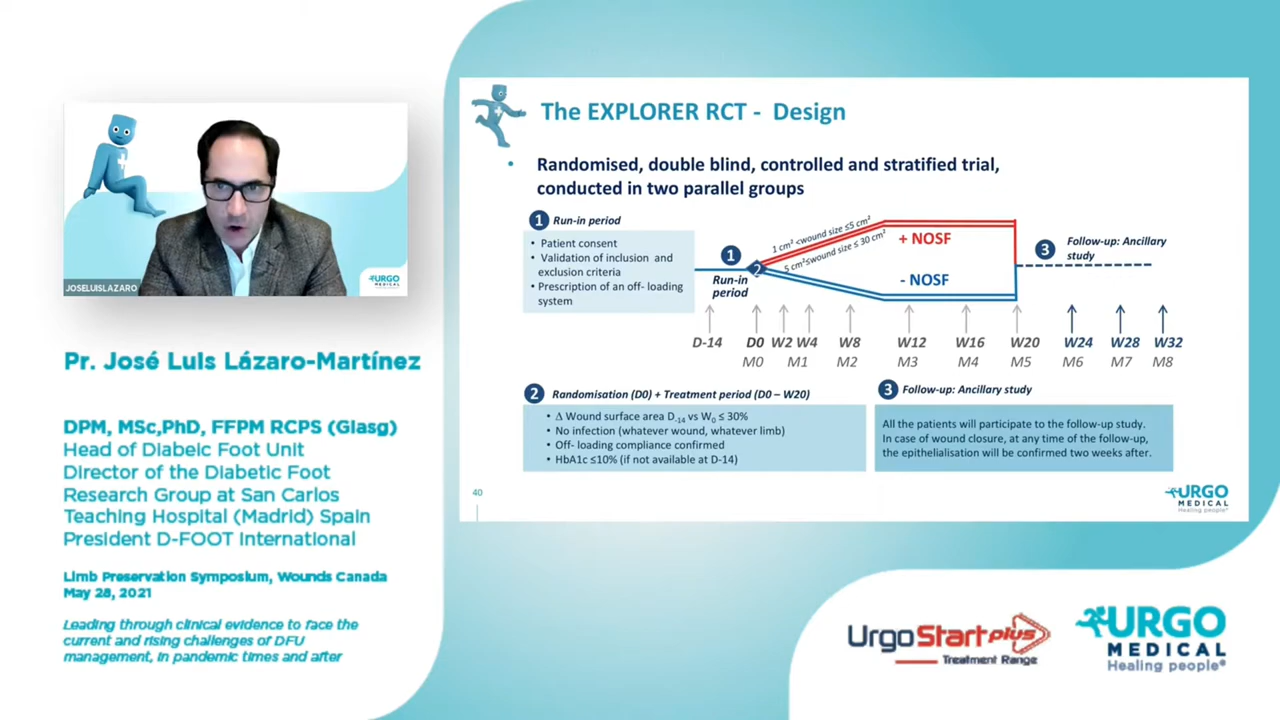 JOSELUISLAZARO
URGO
MEDICAL
Pr. José Luis Lázaro-Martínez
DPM, MSc,PhD, FFPM RCPS (Glasg)
Head of Diabeic Foot Unit
Director of the Diabetic Foot
Research Group at San Carlos
Teaching Hospital (Madrid) Spain
President D-FOOT International
Limb Preservation Symposium, Wounds Canada
May 28, 2021
Leading through clinical evidence to face the
current and rising challenges of DFU
management, in pandemic times and after
The EXPLORER RCT - Design
• Randomised, double blind, controlled and stratified trial,
conducted in two parallel groups
1 Run-in period
• Patient consent
• Validation of inclusion and
exclusion criteria
• Prescription of an off- loading
system
1
Run-in
period
2
1 cm² <wound size ≤5 cm²
5 cm²≤wound size ≤ 30 cm²
+ NOSF
- NOSF
3 Follow-up: Ancillary
study
D-14 D0 W2 W4 W8 W12 W16 W20 W24 W28 W32
M0 M1 M2 M3 M4 M5 M6 M7 M8
2 Randomisation (D0) + Treatment period (D0 – W20)
• Δ Wound surface area D-14 vs W0 ≤ 30%
• No infection (whatever wound, whatever limb)
• Off- loading compliance confirmed
• HbA1c ≤10% (if not available at D-14)
3 Follow-up: Ancillary study
All the patients will participate to the follow-up study.
In case of wound closure, at any time of the follow-up,
the epithelialisation will be confirmed two weeks after.
40
URGO
MEDICAL
Healing people®
UrgoStart plus
Treatment Range
URGO
MEDICAL
Healing people®